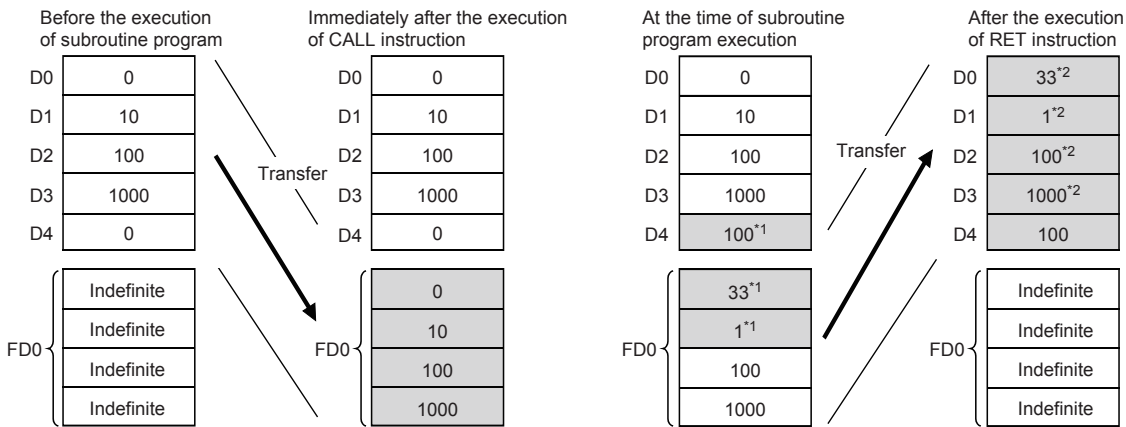 Before the execution
of subroutine program
Immediately after the execution
of CALL instruction
At the time of subroutine
program execution
After the execution
of RET instruction
D0 0
D1 10
D2 100
D3 1000
D4 0
FD0
Indefinite
Indefinite
Indefinite
Indefinite
Transfer
D0 0
D1 10
D2 100
D3 1000
D4 0
FD0
0
10
100
1000
D0 0
D1 10
D2 100
D3 1000
D4 100*1
FD0
33*1
1*1
100
1000
Transfer
D0 33*2
D1 1*2
D2 100*2
D3 1000*2
D4 100
FD0
Indefinite
Indefinite
Indefinite
Indefinite